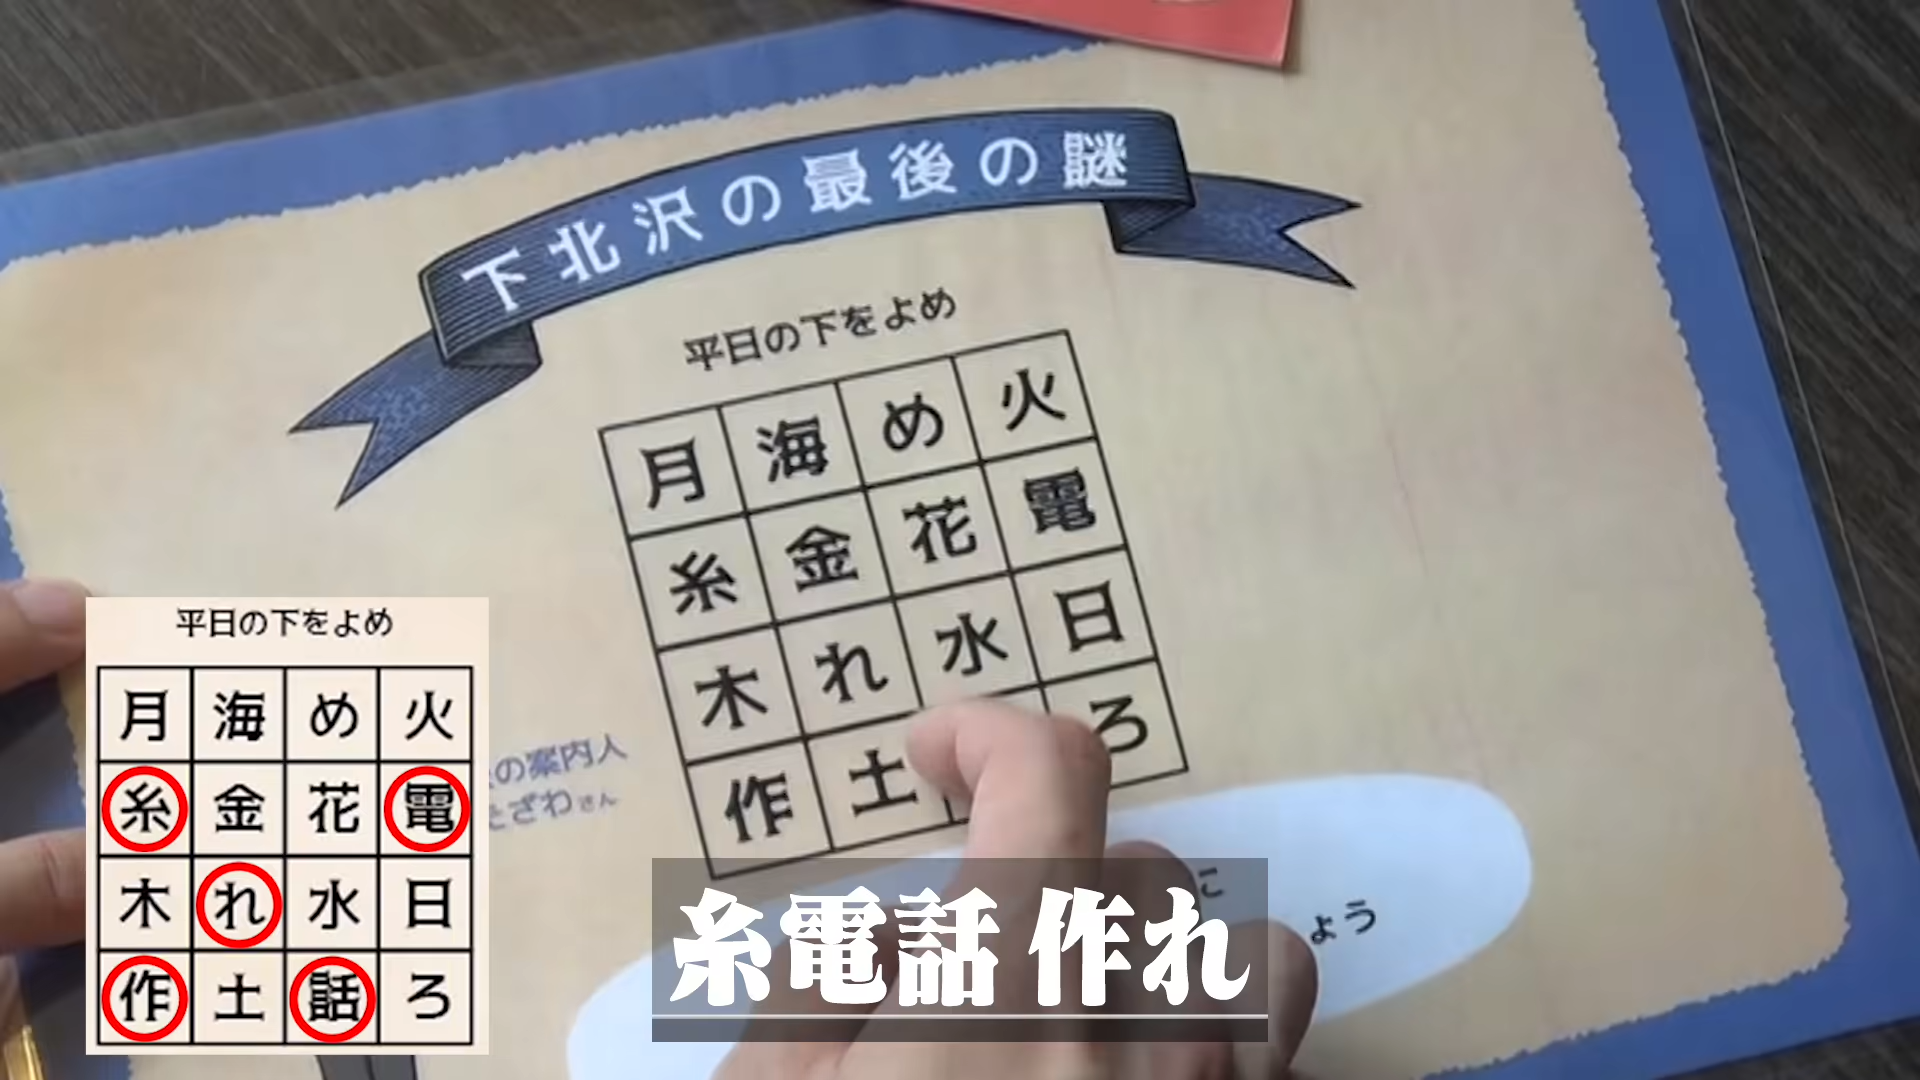 下北沢の最後の謎
平日の下をよめ
月 海 め 火
糸 金 花 電
木 れ 水 日
作 土 ろ
の案内人
ざわさん
こ
ょう
平日の下をよめ
月 海 め 火
糸 金 花 電
木 れ 水 日
作 土 話 ろ
糸電話 作れ